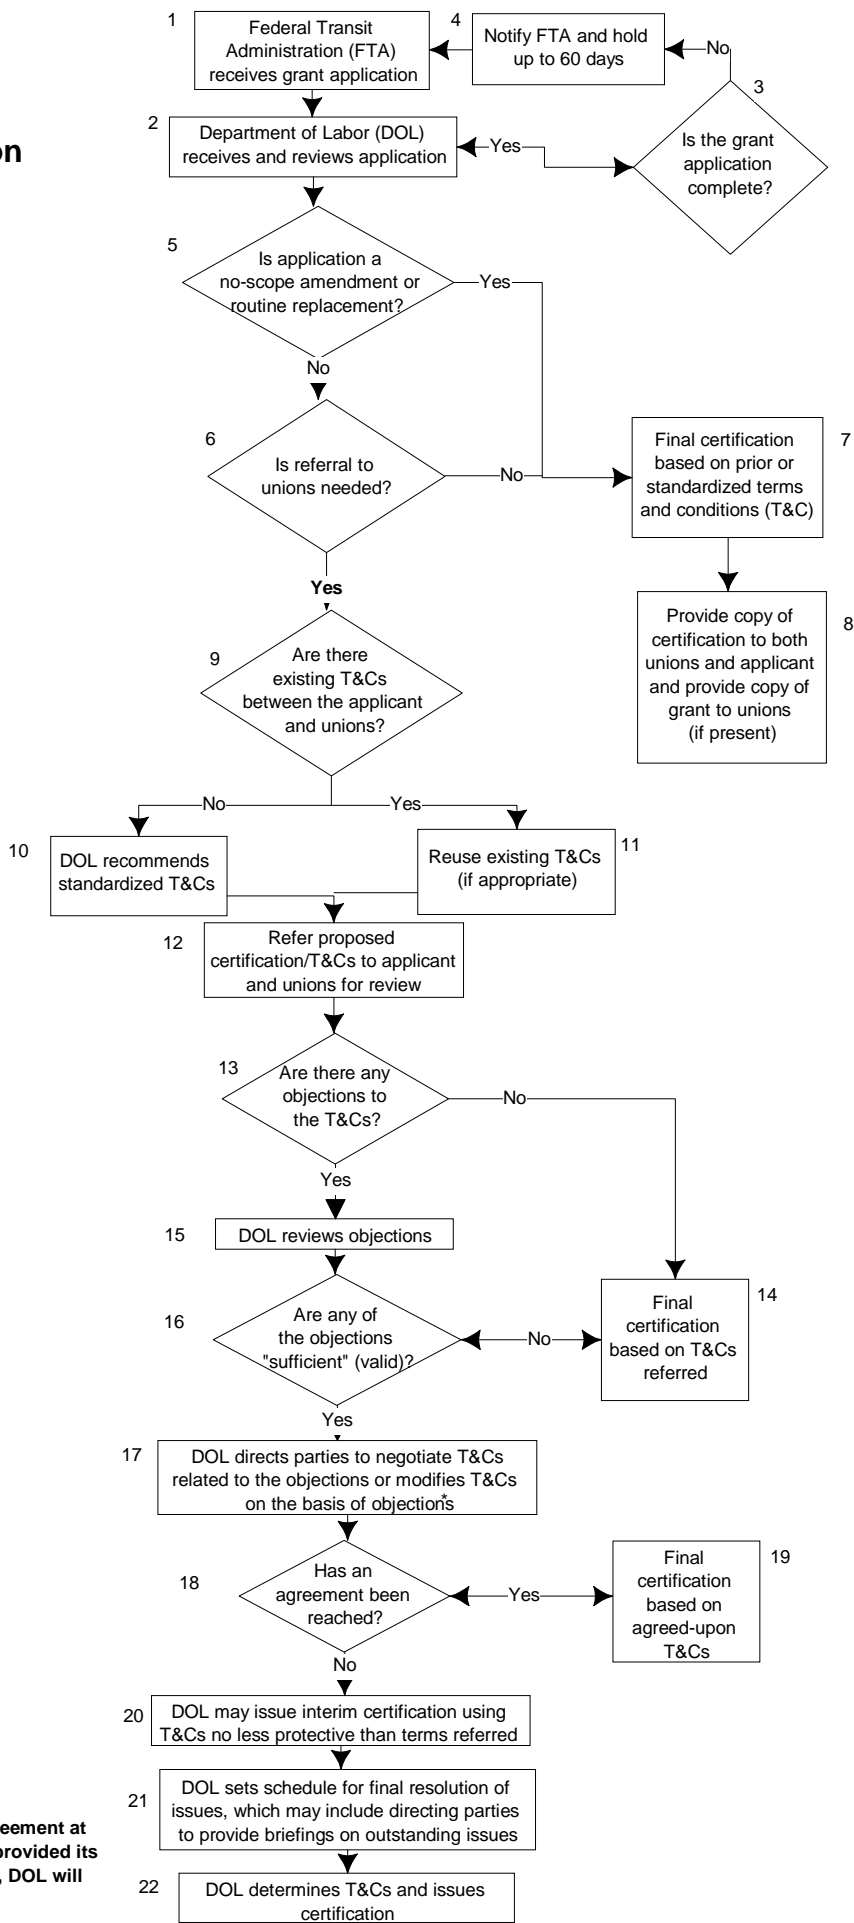 1
Federal Transit
Administration (FTA)
receives grant application
4
Notify FTA and hold
up to 60 days
No
3
Is the grant
application
complete?
on
2
Department of Labor (DOL)
receives and reviews application
Yes
5
Is application a
no-scope amendment or
routine replacement?
Yes
No
6
Is referral to
unions needed?
No
7
Final certification
based on prior or
standardized terms
and conditions (T&C)
Yes
8
Provide copy of
certification to both
unions and applicant
and provide copy of
grant to unions
(if present)
9
Are there
existing T&Cs
between the applicant
and unions?
No
Yes
10
DOL recommends
standardized T&Cs
11
Reuse existing T&Cs
(if appropriate)
12
Refer proposed
certification/T&Cs to applicant
and unions for review
13
Are there any
objections to
the T&Cs?
No
Yes
15
DOL reviews objections
16
Are any of
the objections
"sufficient" (valid)?
No
14
Final
certification
based on T&Cs
referred
Yes
17
DOL directs parties to negotiate T&Cs
related to the objections or modifies T&Cs
on the basis of objections*
18
Has an
agreement been
reached?
Yes
19
Final
certification
based on
agreed-upon
T&Cs
No
20
DOL may issue interim certification using
T&Cs no less protective than terms referred
21
DOL sets schedule for final resolution of
issues, which may include directing parties
to provide briefings on outstanding issues
eement at
provided its
, DOL will
22
DOL determines T&Cs and issues
certification